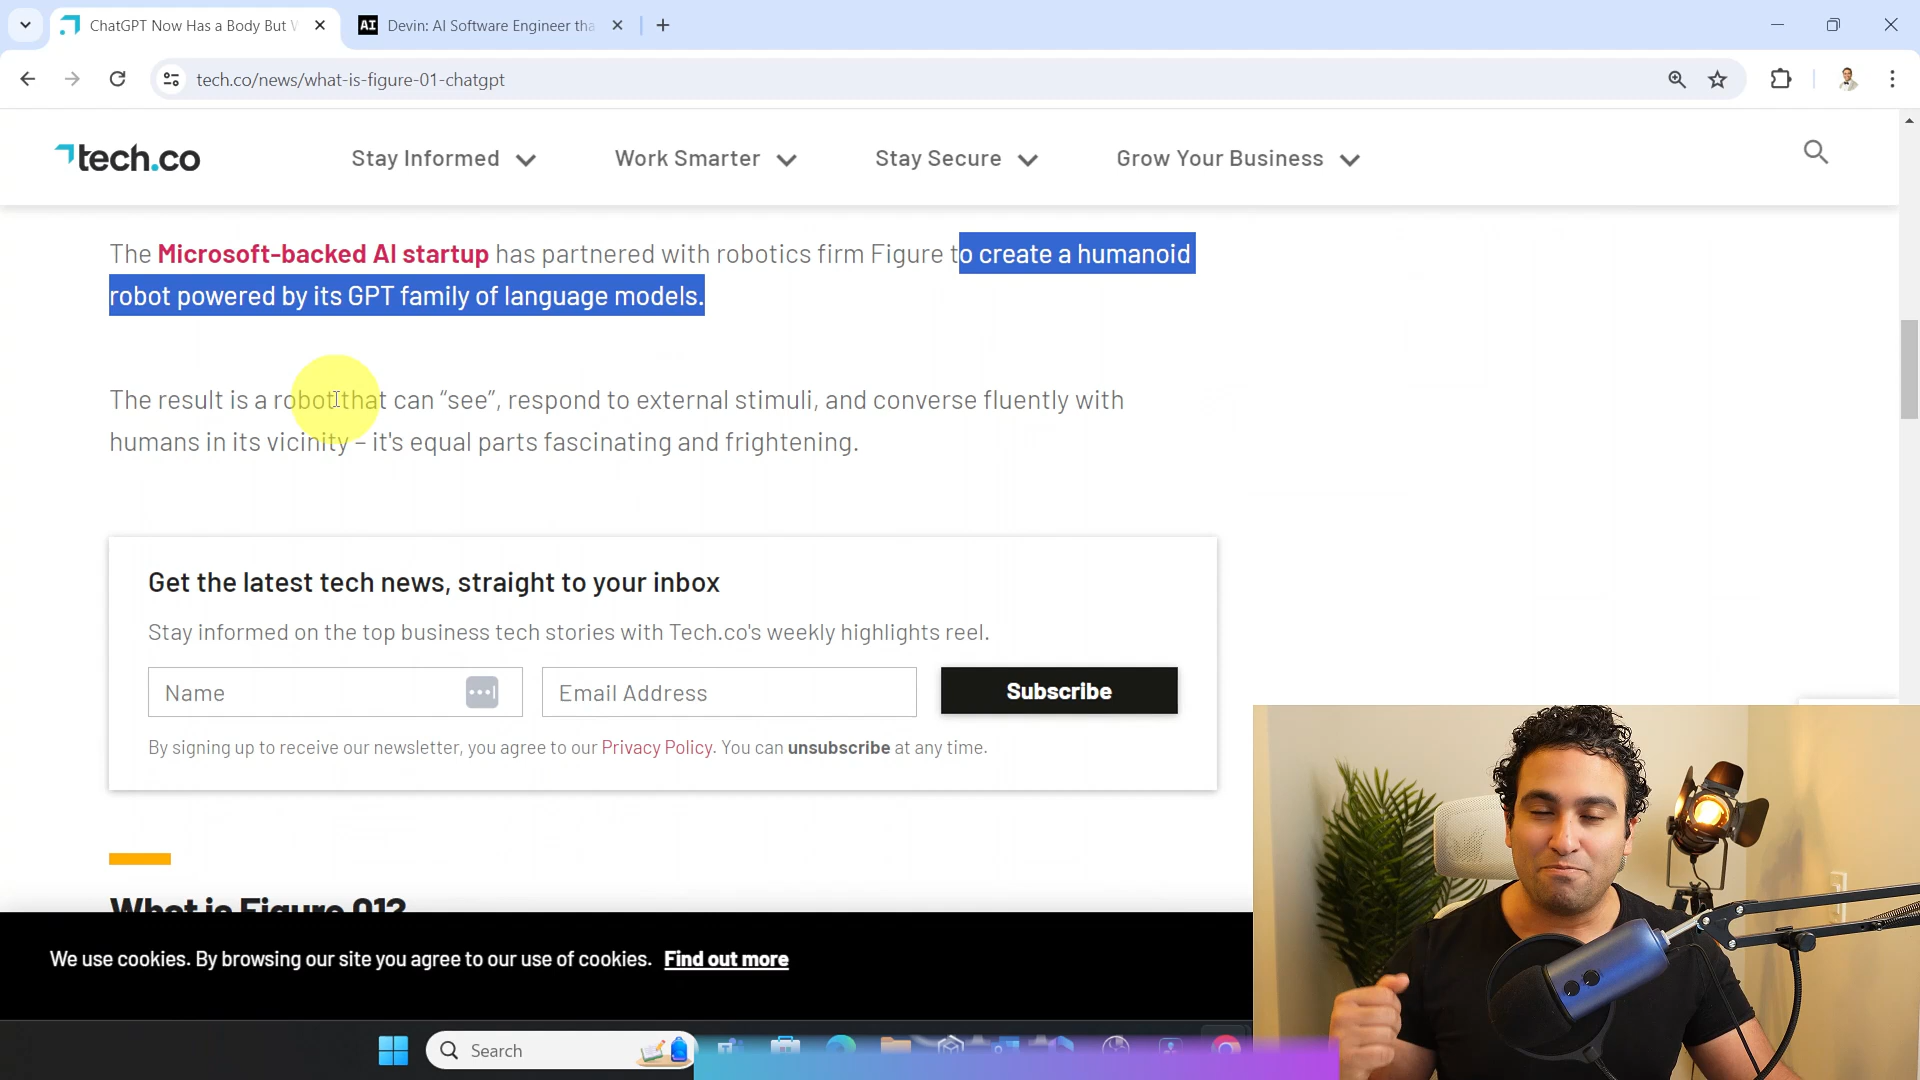 ChatGPT Now Has a Body But W
Devin: AI Software Engineer tha
tech.co/news/what-is-figure-01-chatgpt
tech.co
Stay Informed
Work Smarter
Stay Secure
Grow Your Business
The Microsoft-backed AI startup has partnered with robotics firm Figure to create a humanoid
robot powered by its GPT family of language models.
The result is a robot that can “see”, respond to external stimuli, and converse fluently with
humans in its vicinity – it's equal parts fascinating and frightening.
Get the latest tech news, straight to your inbox
Stay informed on the top business tech stories with Tech.co's weekly highlights reel.
Name
Email Address
Subscribe
By signing up to receive our newsletter, you agree to our Privacy Policy. You can unsubscribe at any time.
What is Figure 01?
We use cookies. By browsing our site you agree to our use of cookies. Find out more
Search